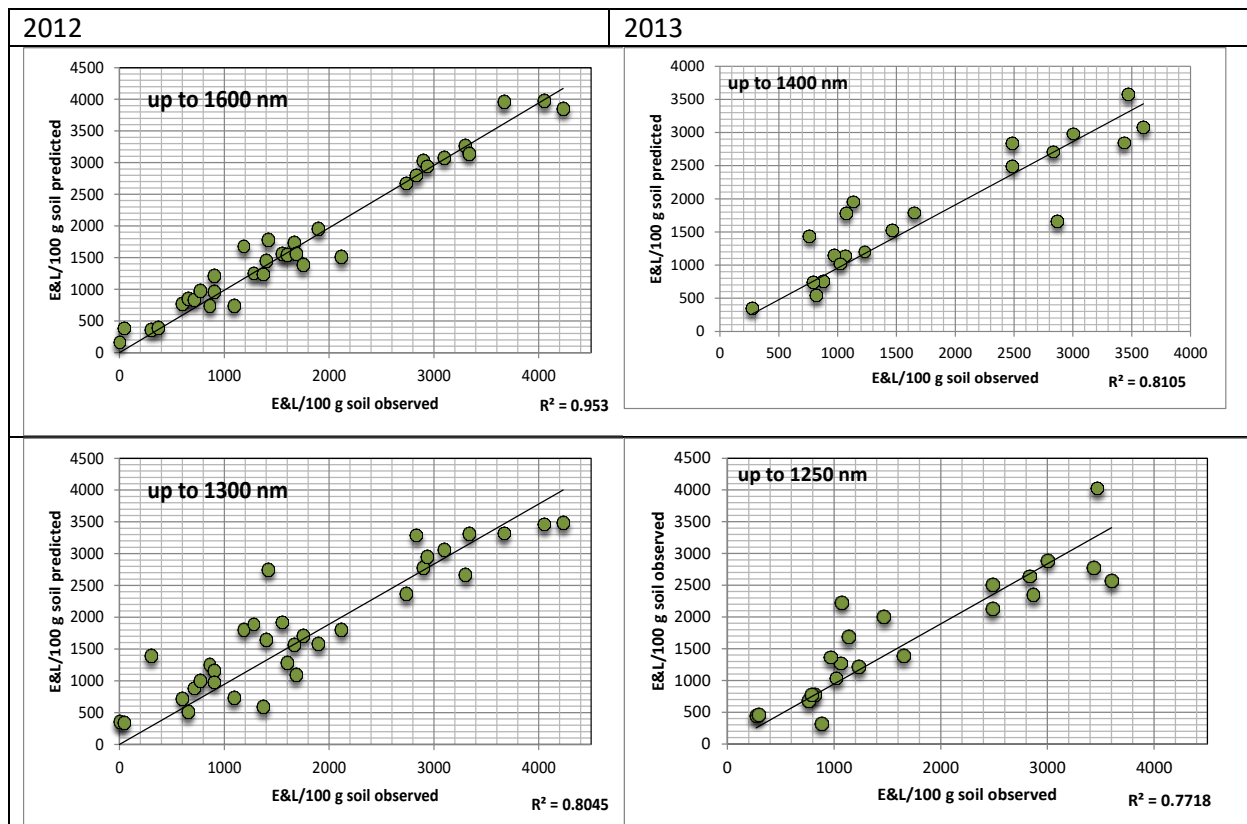 2012
2013
up to 1600 nm
E&L/100 g soil predicted
4500
4000
3500
3000
2500
2000
1500
1000
500
0
0 1000 2000 3000 4000
E&L/100 g soil observed
R² = 0.953
up to 1400 nm
E&L/100 g soil predicted
4000
3500
3000
2500
2000
1500
1000
500
0
0 500 1000 1500 2000 2500 3000 3500 4000
E&L/100 g soil observed
R² = 0.8105
up to 1300 nm
E&L/100 g soil predicted
4500
4000
3500
3000
2500
2000
1500
1000
500
0
0 1000 2000 3000 4000
E&L/100 g soil observed
R² = 0.8045
up to 1250 nm
E&L/100 g soil observed
4500
4000
3500
3000
2500
2000
1500
1000
500
0
0 1000 2000 3000 4000
E&L/100 g soil observed
R² = 0.7718